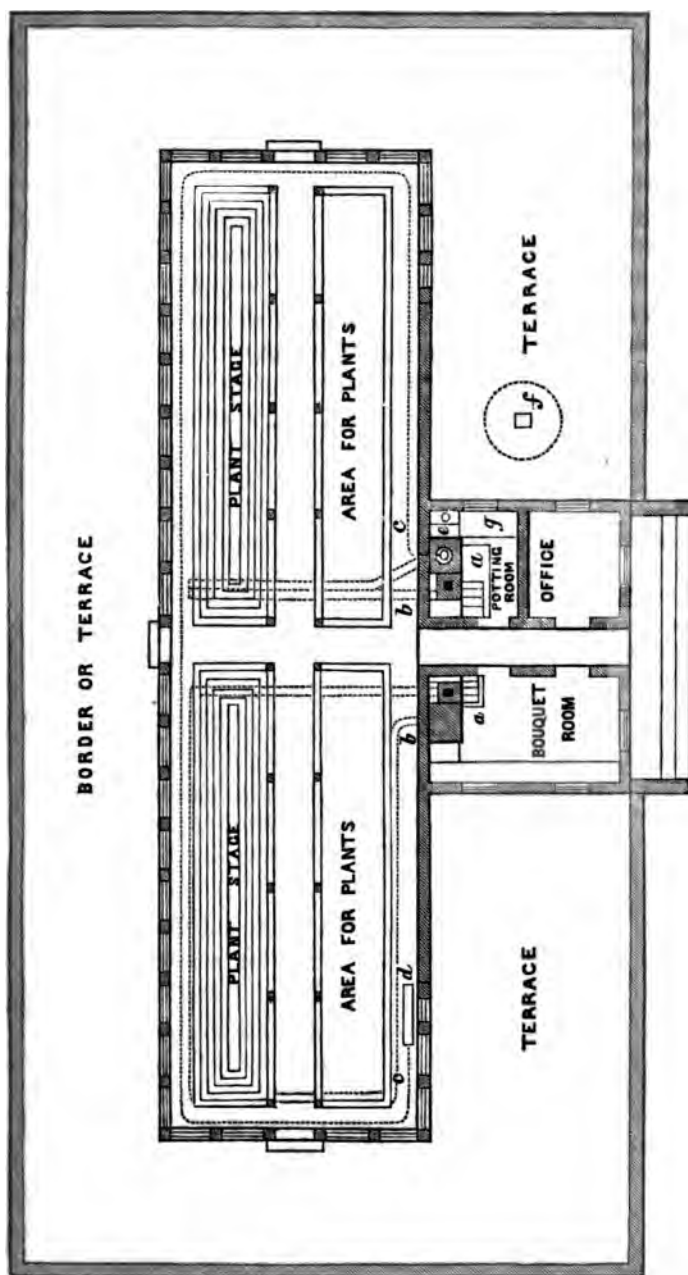 BORDER OR TERRACE
PLANT STAGE
PLANT STAGE
AREA FOR PLANTS
AREA FOR PLANTS
c
d
b
b
c
a
BOUQUET
ROOM
e
g
a
POTTING
ROOM
OFFICE
TERRACE
TERRACE
f